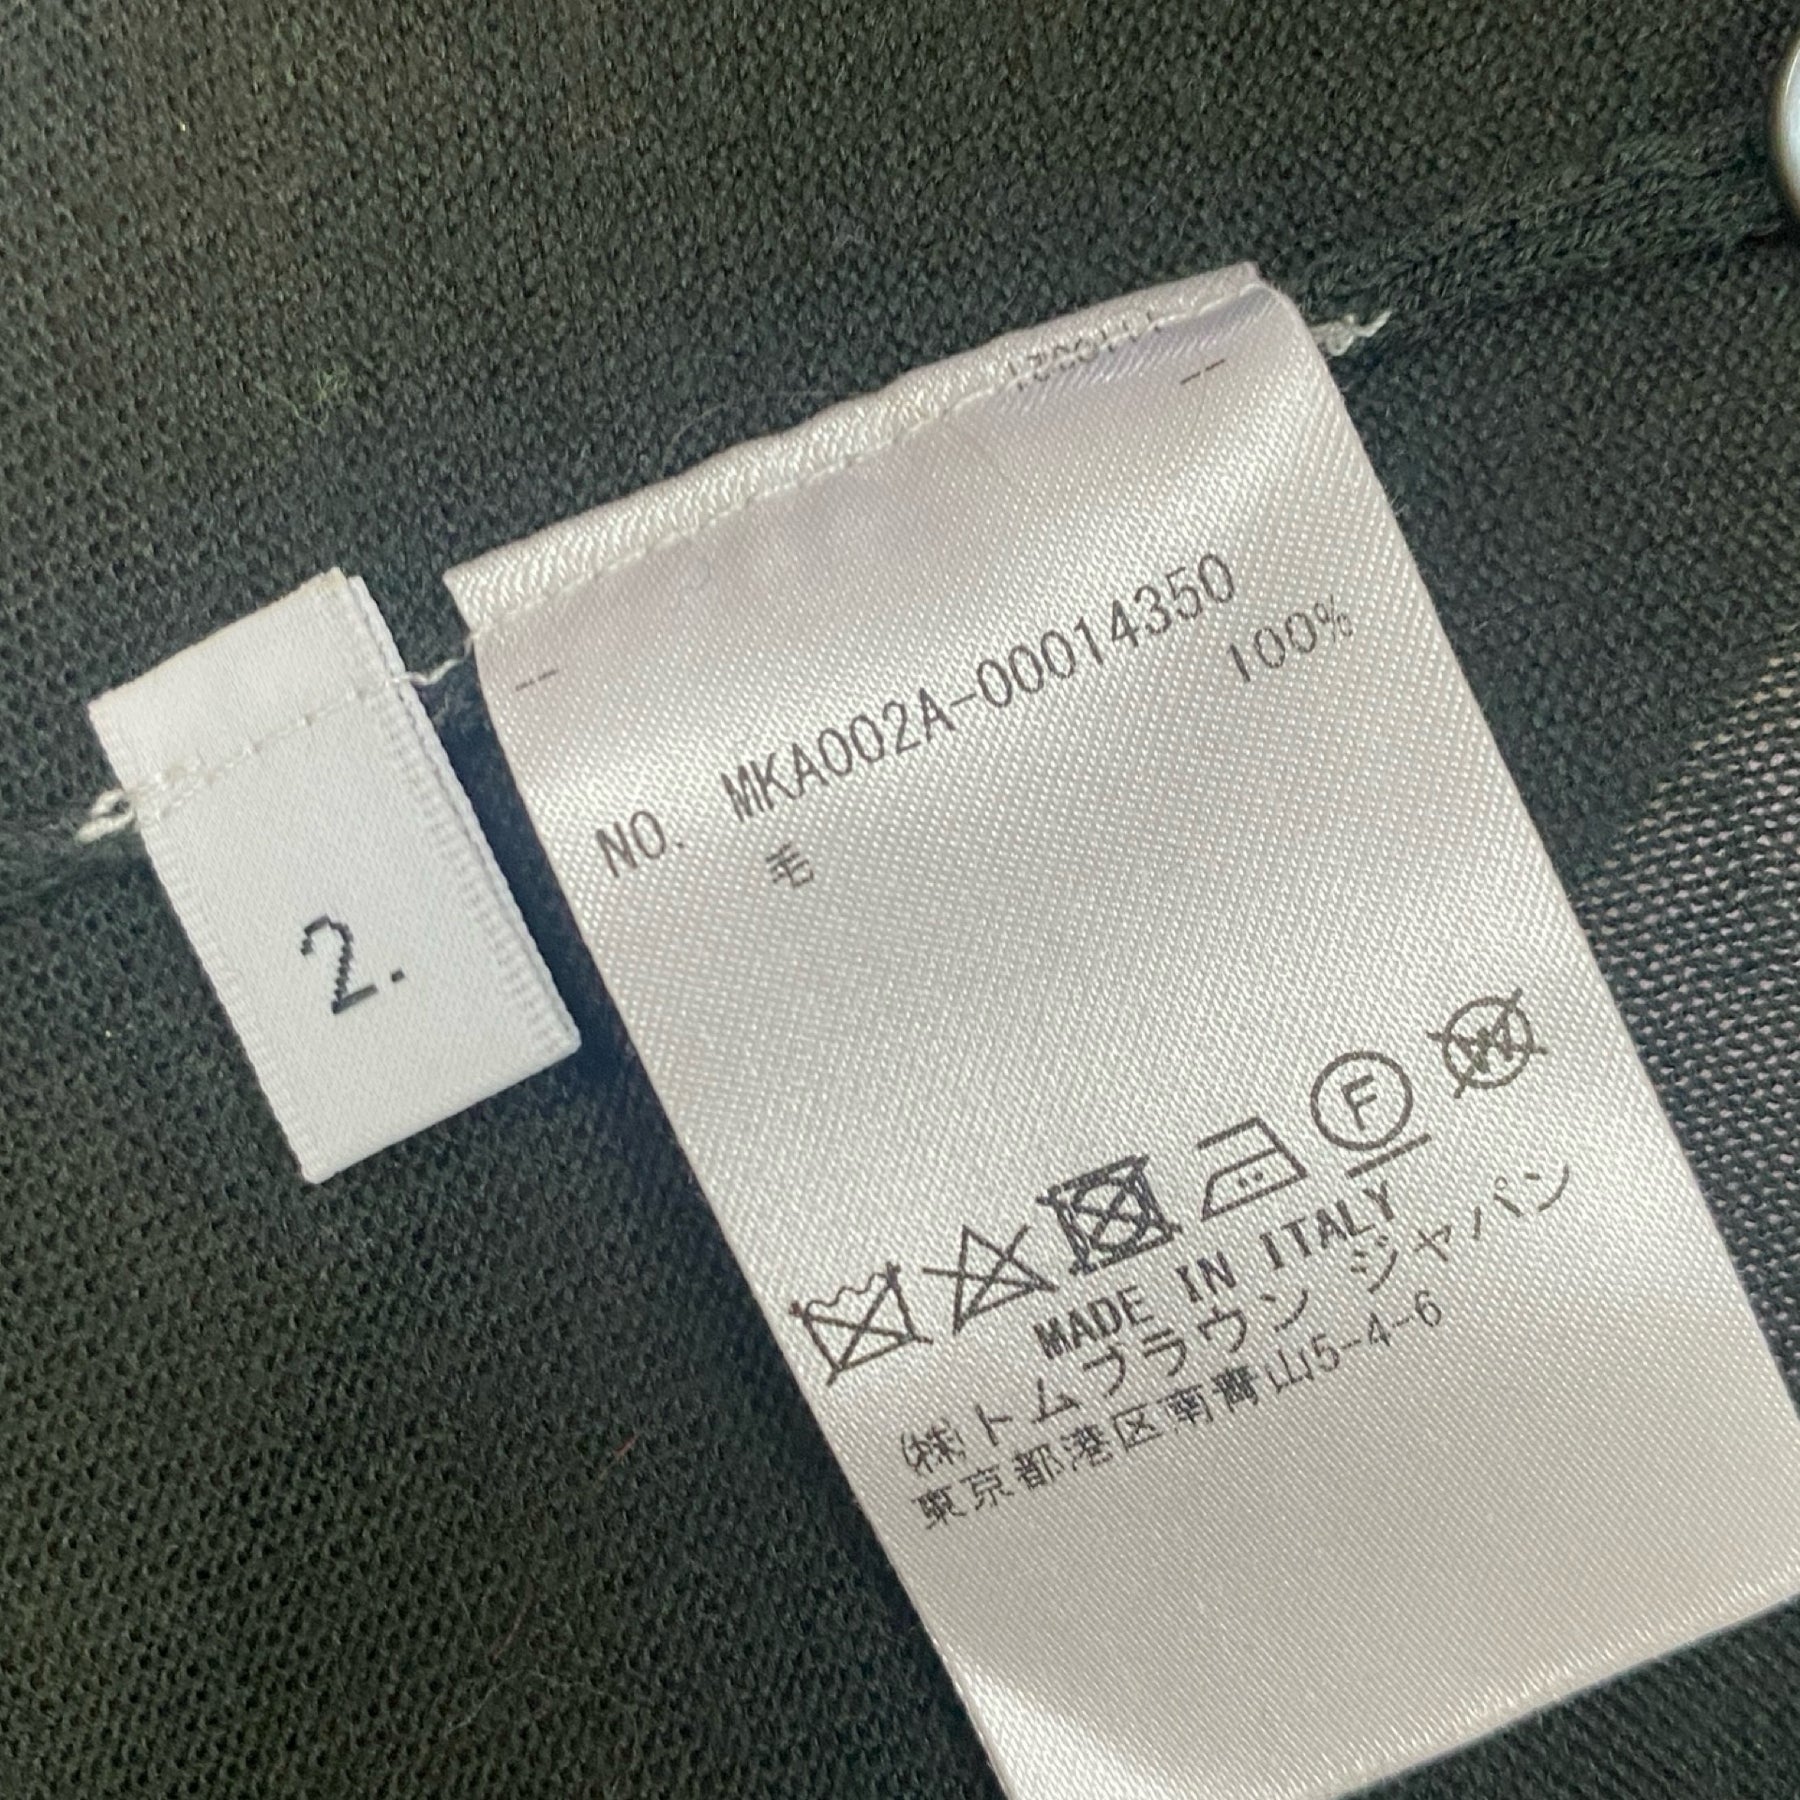 2.
NO. MKA002A-00014350
毛 100%
F W
MADE IN ITALY
㈱トムブラウン ジャパン
東京都港区南青山5-4-6